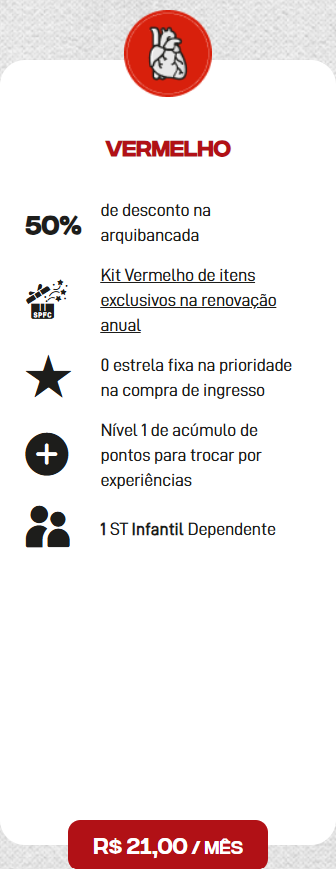 VERMELHO
50%
de desconto na
arquibancada
SPFC
Kit Vermelho de itens
exclusivos na renovação
anual
0 estrela fixa na prioridade
na compra de ingresso
Nível 1 de acúmulo de
pontos para trocar por
experiências
1 ST Infantil Dependente
R$ 21,00 / MÊS